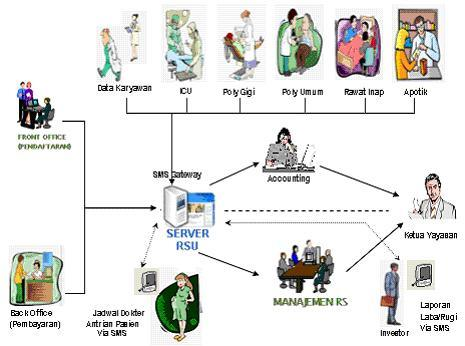 Data Karyawan
ICU
Poly Gigi
Poly Umum
Rawat Inap
Apotik
FRONT OFFICE
(PENDAFTARAN)
SMS Gateway
Accounting
SERVER
RSU
Ketua Yayanan
Back Office
(Pembayaran)
Jadwal Dokter
Antrian Pasien
Via SMS
MANAJEMEN RS
Investor
Laporan
Laba/Rugi
Via SMS